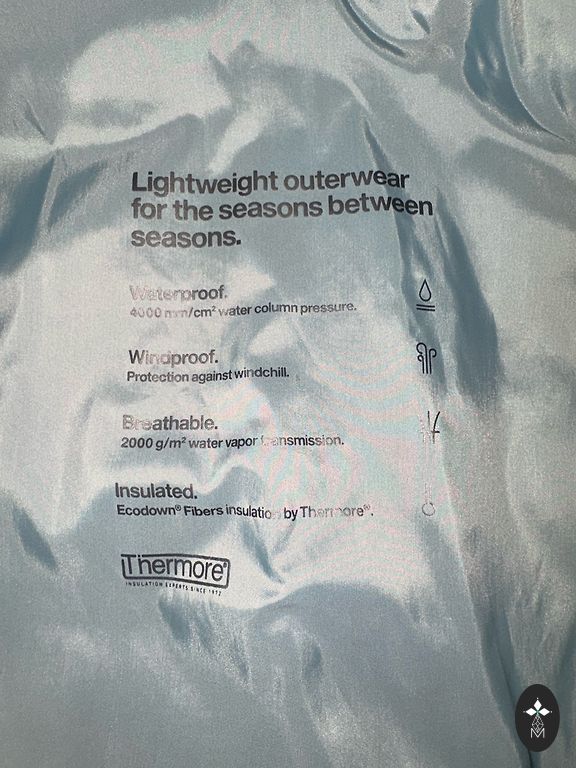 Lightweight outerwear
for the seasons between
seasons.
Waterproof.
4000 mm/cm² water column pressure.
Windproof.
Protection against windchill.
Breathable.
2000 g/m² water vapor transmission.
Insulated.
Ecodown® Fibers insulation by Thermore®.
Thermore®
INSULATION EXPERTS SINCE 1972
M